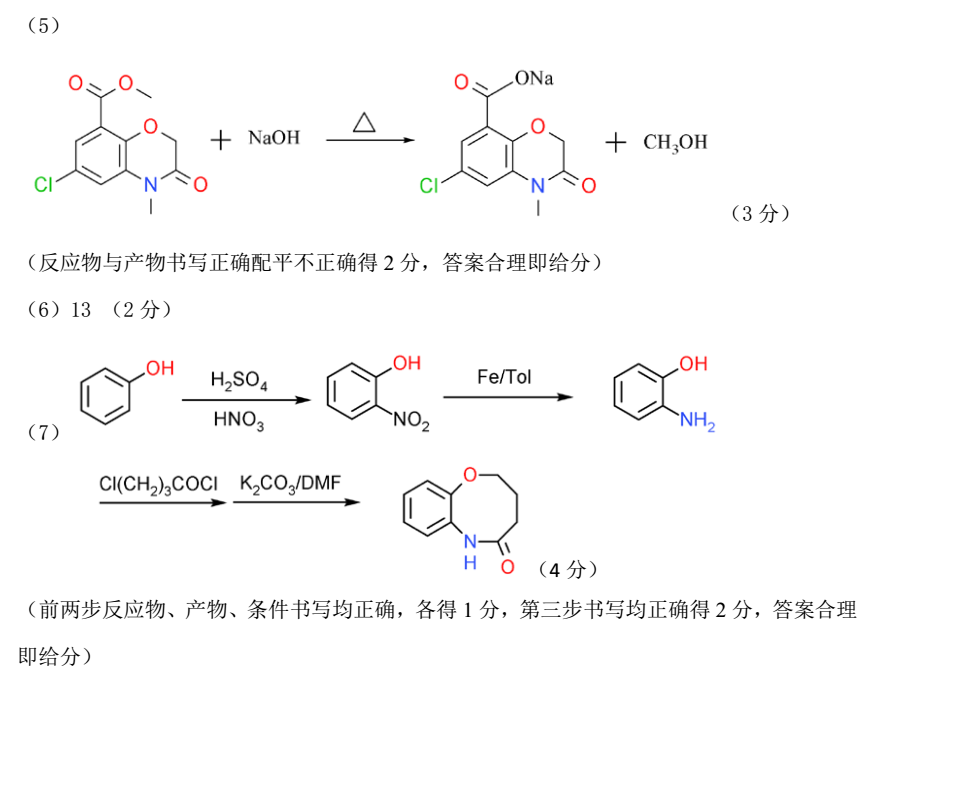 （5）
O O O NaOH △ O ONa O CH₃OH
Cl N O Cl N O
（3 分）
（反应物与产物书写正确配平不正确得 2 分，答案合理即给分）
（6）13 （2 分）
（7） OH H₂SO₄ HNO₃ OH NO₂ Fe/Tol OH NH₂
Cl(CH₂)₃COCl K₂CO₃/DMF O N H O （4 分）
（前两步反应物、产物、条件书写均正确，各得 1 分，第三步书写均正确得 2 分，答案合理
即给分）